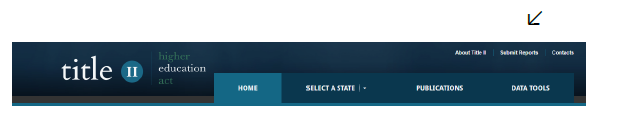 About Title II Submit Reports Contacts
title II
higher
education
act
HOME SELECT A STATE PUBLICATIONS DATA TOOLS